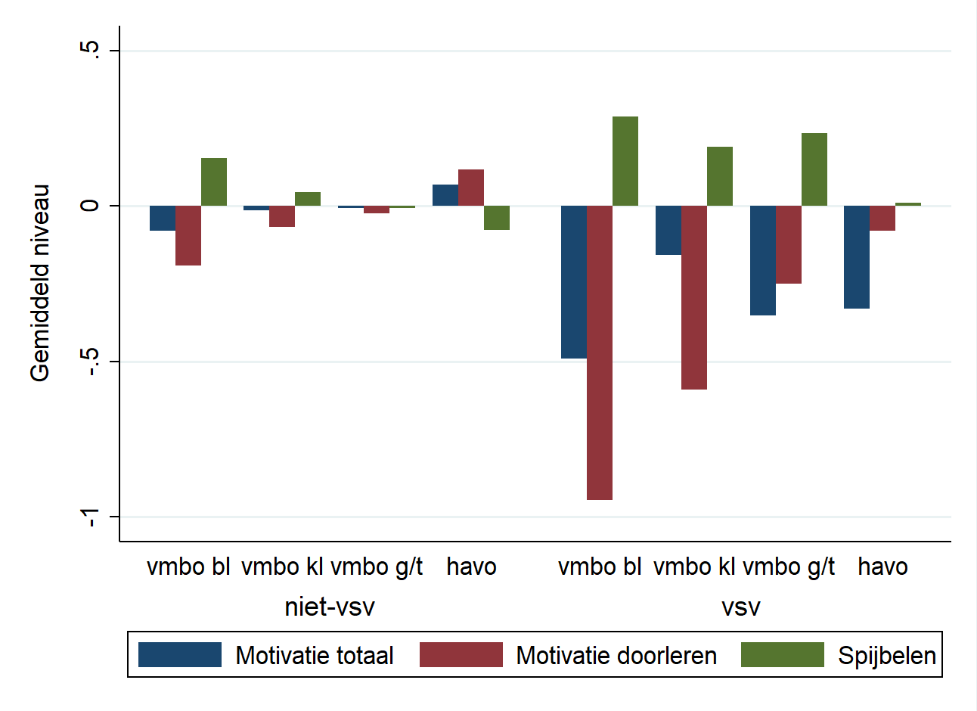 Gemiddeld niveau
.5
0
-.5
-1
vmbo bl vmbo kl vmbo g/t havo vmbo bl vmbo kl vmbo g/t havo
niet-vsv vsv
Motivatie totaal Motivatie doorleren Spijbelen